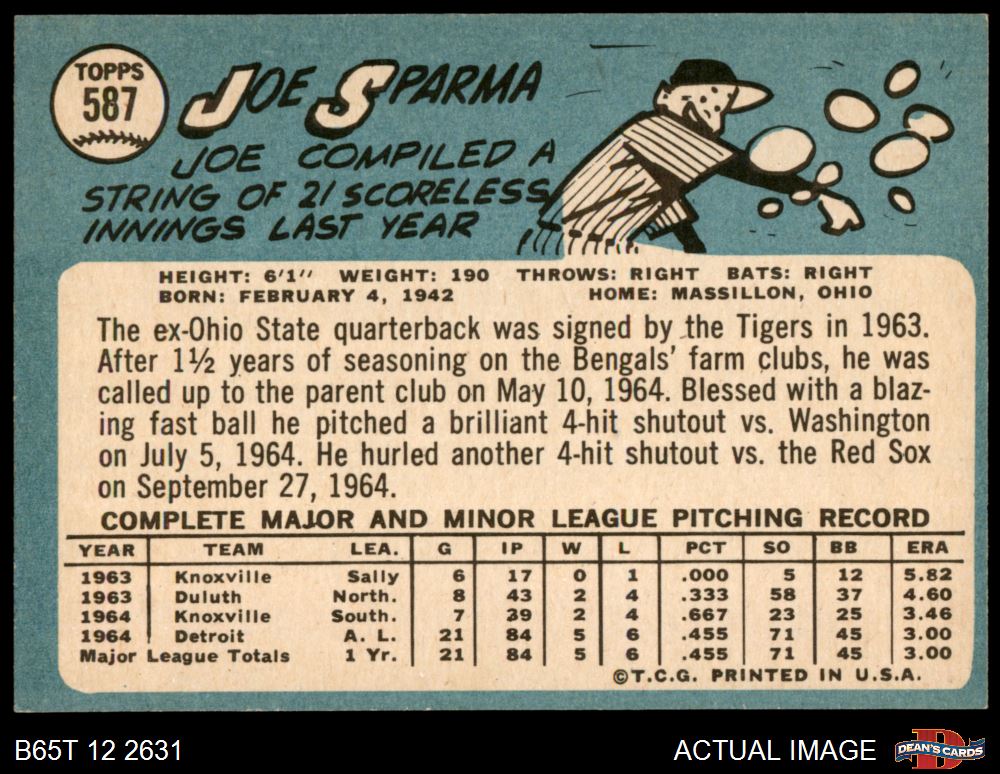 TOPPS
587
JOE SPARMA
JOE COMPILED A
STRING OF 21 SCORELESS
INNINGS LAST YEAR
HEIGHT: 6'1" WEIGHT: 190 THROWS: RIGHT BATS: RIGHT
BORN: FEBRUARY 4, 1942 HOME: MASSILLON, OHIO
The ex-Ohio State quarterback was signed by the Tigers in 1963.
After 1½ years of seasoning on the Bengals' farm clubs, he was
called up to the parent club on May 10, 1964. Blessed with a blaz-
ing fast ball he pitched a brilliant 4-hit shutout vs. Washington
on July 5, 1964. He hurled another 4-hit shutout vs. the Red Sox
on September 27, 1964.
COMPLETE MAJOR AND MINOR LEAGUE PITCHING RECORD
YEAR TEAM LEA. G IP W L PCT SO BB ERA
1963 Knoxville Sally 6 17 0 1 .000 5 12 5.82
1963 Duluth North. 8 43 2 4 .333 58 37 4.60
1964 Knoxville South. 7 39 2 4 .667 23 25 3.46
1964 Detroit A. L. 21 84 5 6 .455 71 45 3.00
Major League Totals 1 Yr. 21 84 5 6 .455 71 45 3.00
©T.C.G. PRINTED IN U.S.A.
B65T 12 2631 ACTUAL IMAGE D DEAN'S CARDS